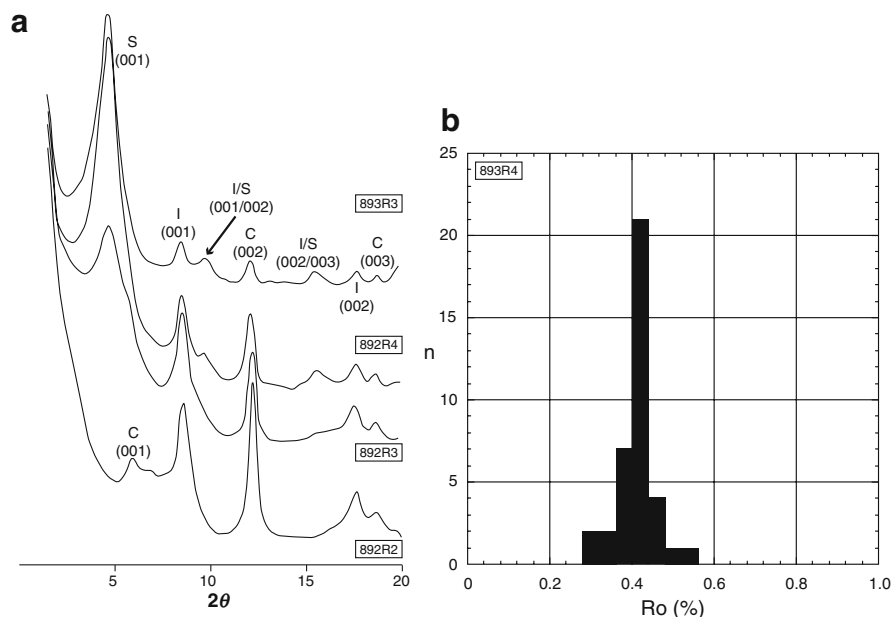 a
S
(001)
I
(001)
I/S
(001/002)
C
(002)
I/S
(002/003)
C
(003)
I
(002)
893R3
892R4
892R3
892R2
C
(001)
5
10
15
20
2θ
b
893R4
25
20
15
10
5
0
n
0
0.2
0.4
0.6
0.8
1.0
Ro (%)